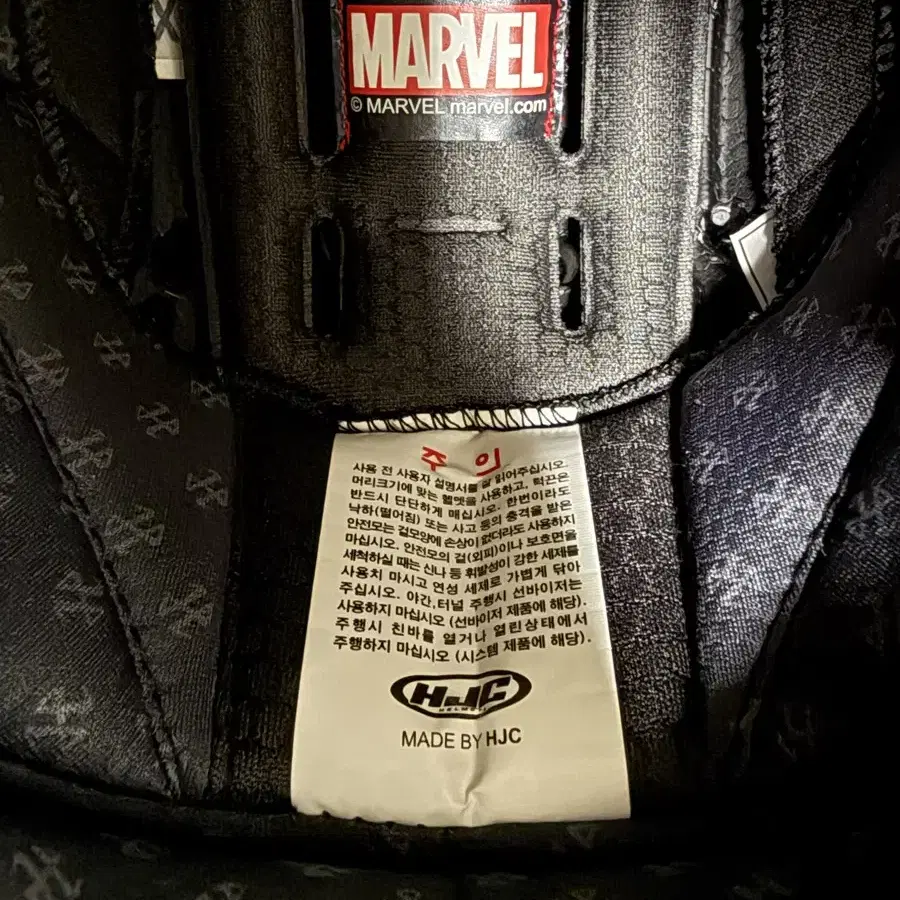 MARVEL
© MARVEL marvel.com
주 의
사용 전 사용자 설명서를 잘 읽어주십시오.
머리크기에 맞는 헬멧을 사용하고, 턱끈은
반드시 단단하게 매십시오. 한번이라도
낙하(떨어짐) 또는 사고 등의 충격을 받은
안전모는 겉모양에 손상이 없더라도 사용하지
마십시오. 안전모의 겉(외피)이나 보호면을
세척하실 때는 신나 등 휘발성이 강한 세제를
사용치 마시고 연성 세제로 가볍게 닦아
주십시오. 야간,터널 주행시 선바이저는
사용하지 마십시오 (선바이저 제품에 해당).
주행시 친바를 열거나 열린상태에서
주행하지 마십시오 (시스템 제품에 해당).
HJC
HELMETS
MADE BY HJC